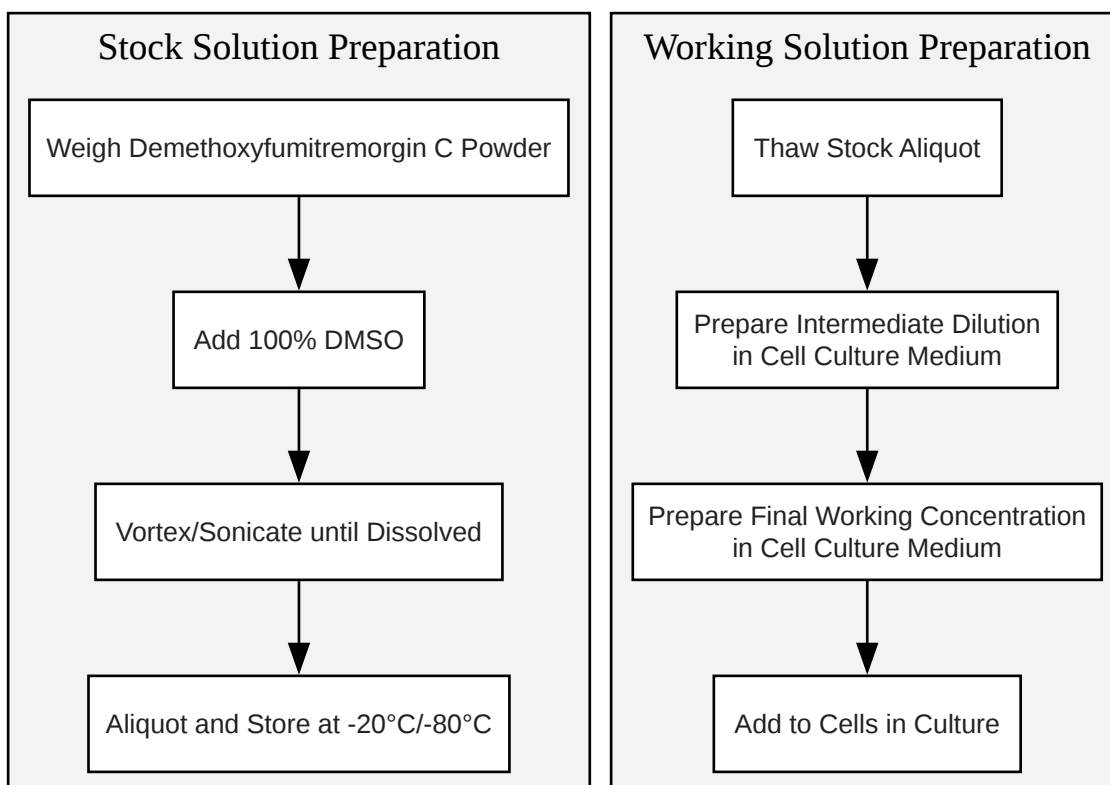 Stock Solution Preparation
Weigh Demethoxyfumitremorgin C Powder
Add 100% DMSO
Vortex/Sonicate until Dissolved
Aliquot and Store at -20°C/-80°C
Working Solution Preparation
Thaw Stock Aliquot
Prepare Intermediate Dilution
in Cell Culture Medium
Prepare Final Working Concentration
in Cell Culture Medium
Add to Cells in Culture